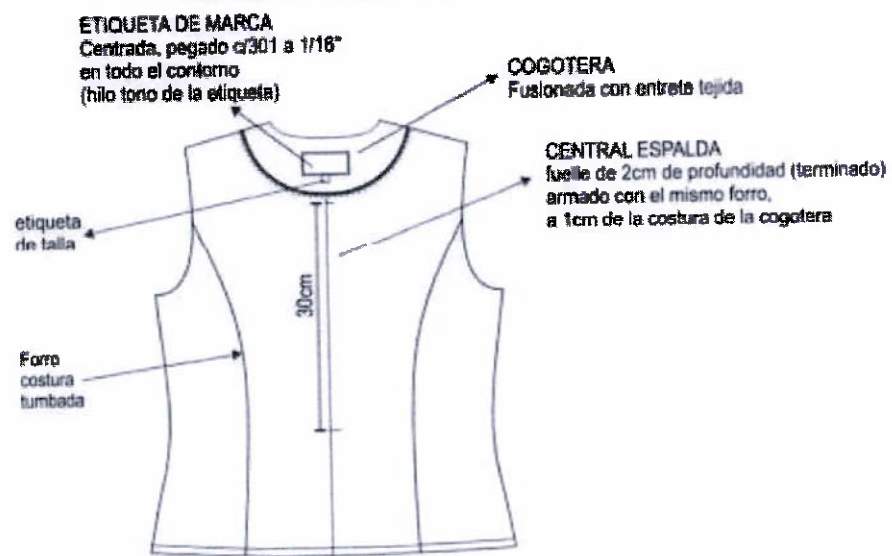 ETIQUETA DE MARCA
Centrada, pegado c/301 a 1/16"
en todo el contorno
(hilo tono de la etiqueta)
COGOTERA
Fusionada con entrete tejida
CENTRAL ESPALDA
fuelle de 2cm de profundidad (terminado)
armado con el mismo forro,
a 1cm de la costura de la cogotera
etiqueta
de talla
30cm
Forro
costura
tumbada